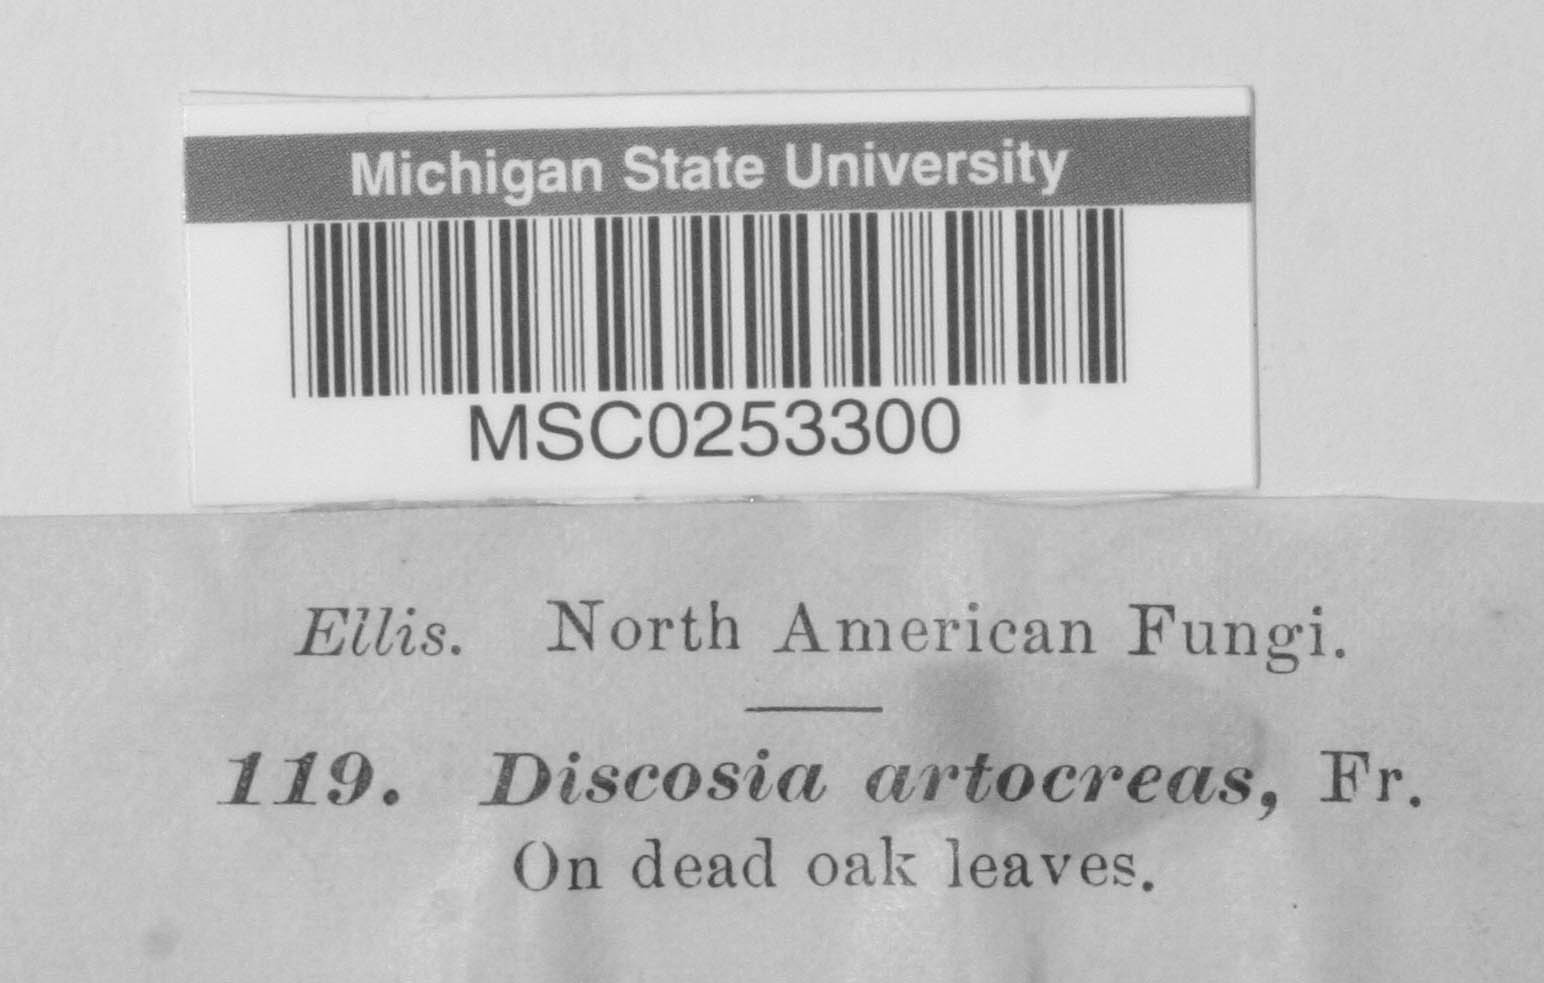 Michigan State University
MSC0253300
Ellis. North American Fungi.
119. Discosia artocreas, Fr.
On dead oak leaves.